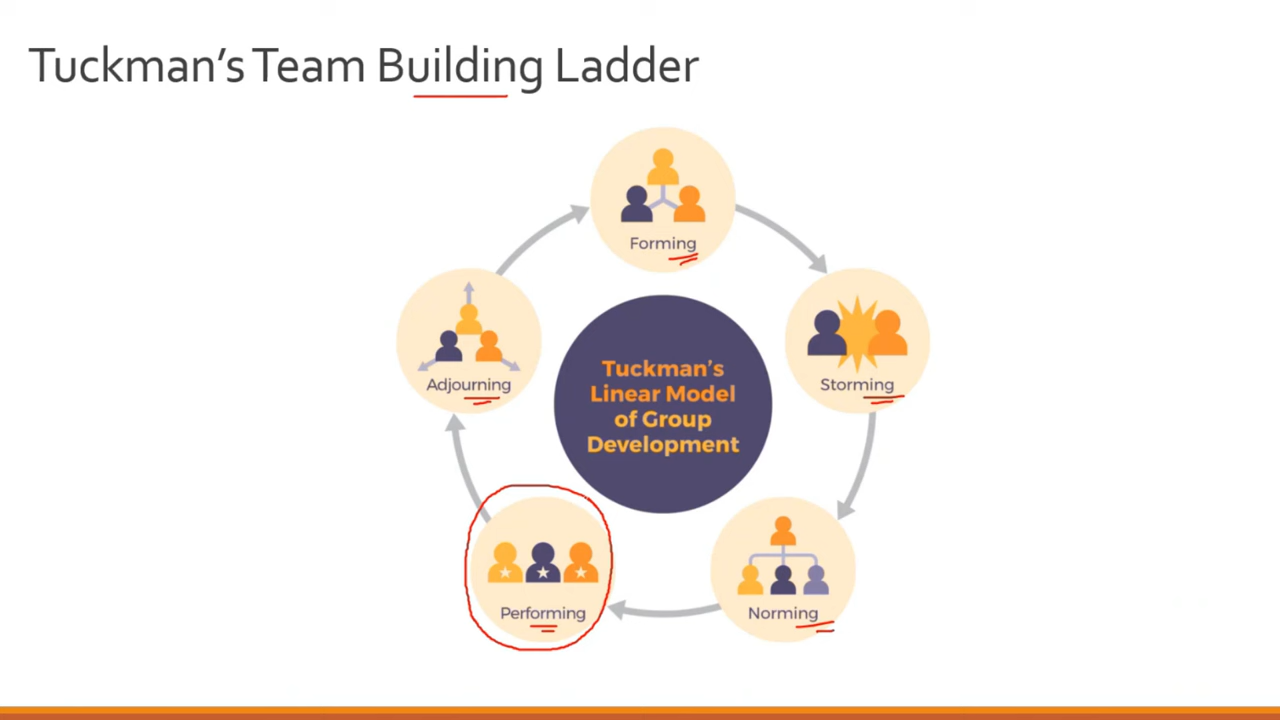 Tuckman's Team Building Ladder
Forming
Storming
Norming
Performing
Adjourning
Tuckman's
Linear Model
of Group
Development